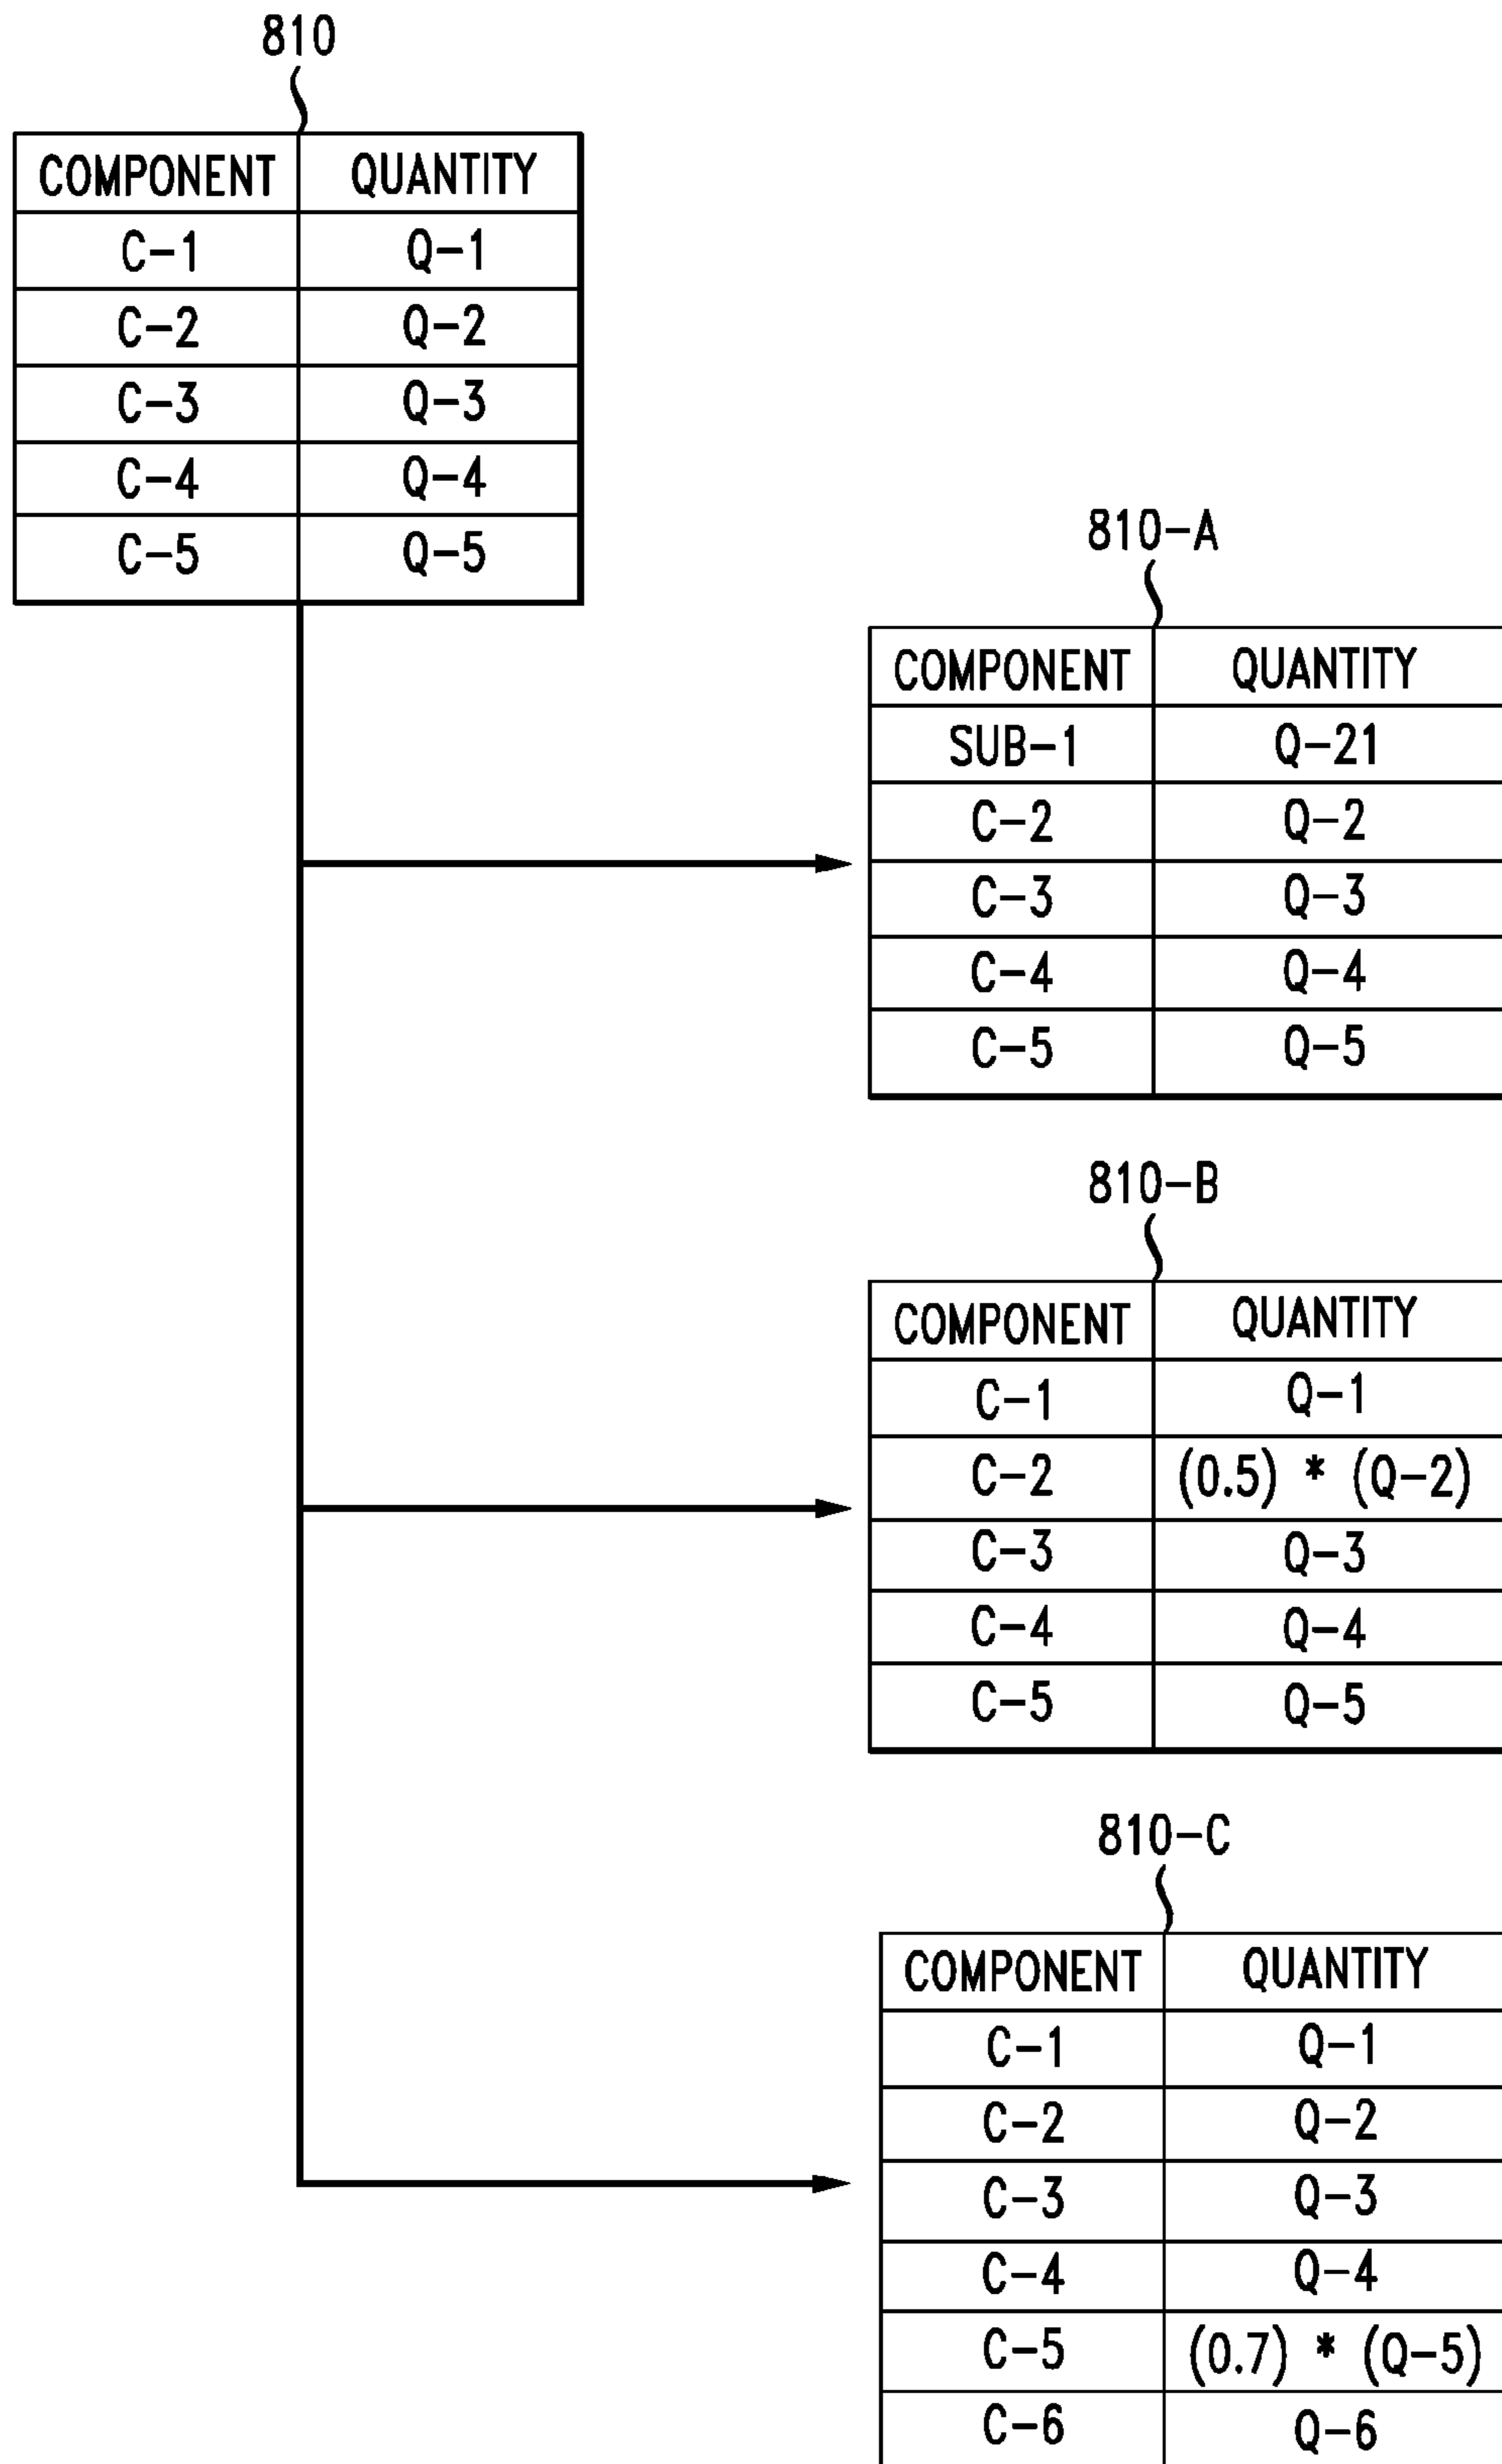 810
COMPONENT QUANTITY
C-1 Q-1
C-2 Q-2
C-3 Q-3
C-4 Q-4
C-5 Q-5
810-A
COMPONENT QUANTITY
SUB-1 Q-21
C-2 Q-2
C-3 Q-3
C-4 Q-4
C-5 Q-5
810-B
COMPONENT QUANTITY
C-1 Q-1
C-2 (0.5) * (Q-2)
C-3 Q-3
C-4 Q-4
C-5 Q-5
810-C
COMPONENT QUANTITY
C-1 Q-1
C-2 Q-2
C-3 Q-3
C-4 Q-4
C-5 (0.7) * (Q-5)
C-6 Q-6